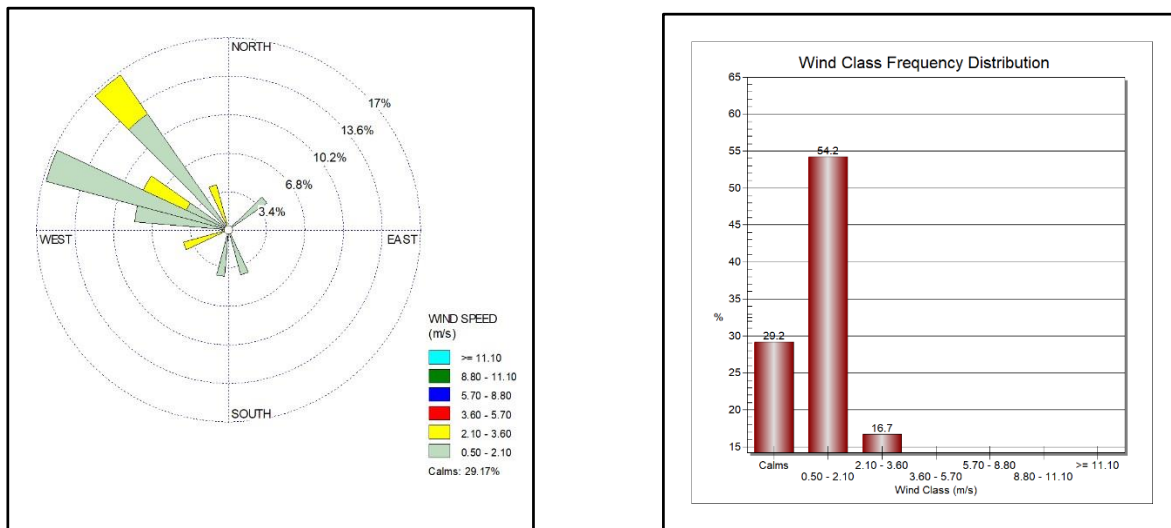 NORTH
17%
13.6%
10.2%
6.8%
3.4%
WEST
EAST
SOUTH
WIND SPEED
(m/s)
>= 11.10
8.80 - 11.10
5.70 - 8.80
3.60 - 5.70
2.10 - 3.60
0.50 - 2.10
Calms: 29.17%
Wind Class Frequency Distribution
65
60
55
50
45
40
35
%
30
25
20
15
54.2
29.2
16.7
Calms
0.50 - 2.10
2.10 - 3.60
3.60 - 5.70
5.70 - 8.80
8.80 - 11.10
>= 11.10
Wind Class (m/s)